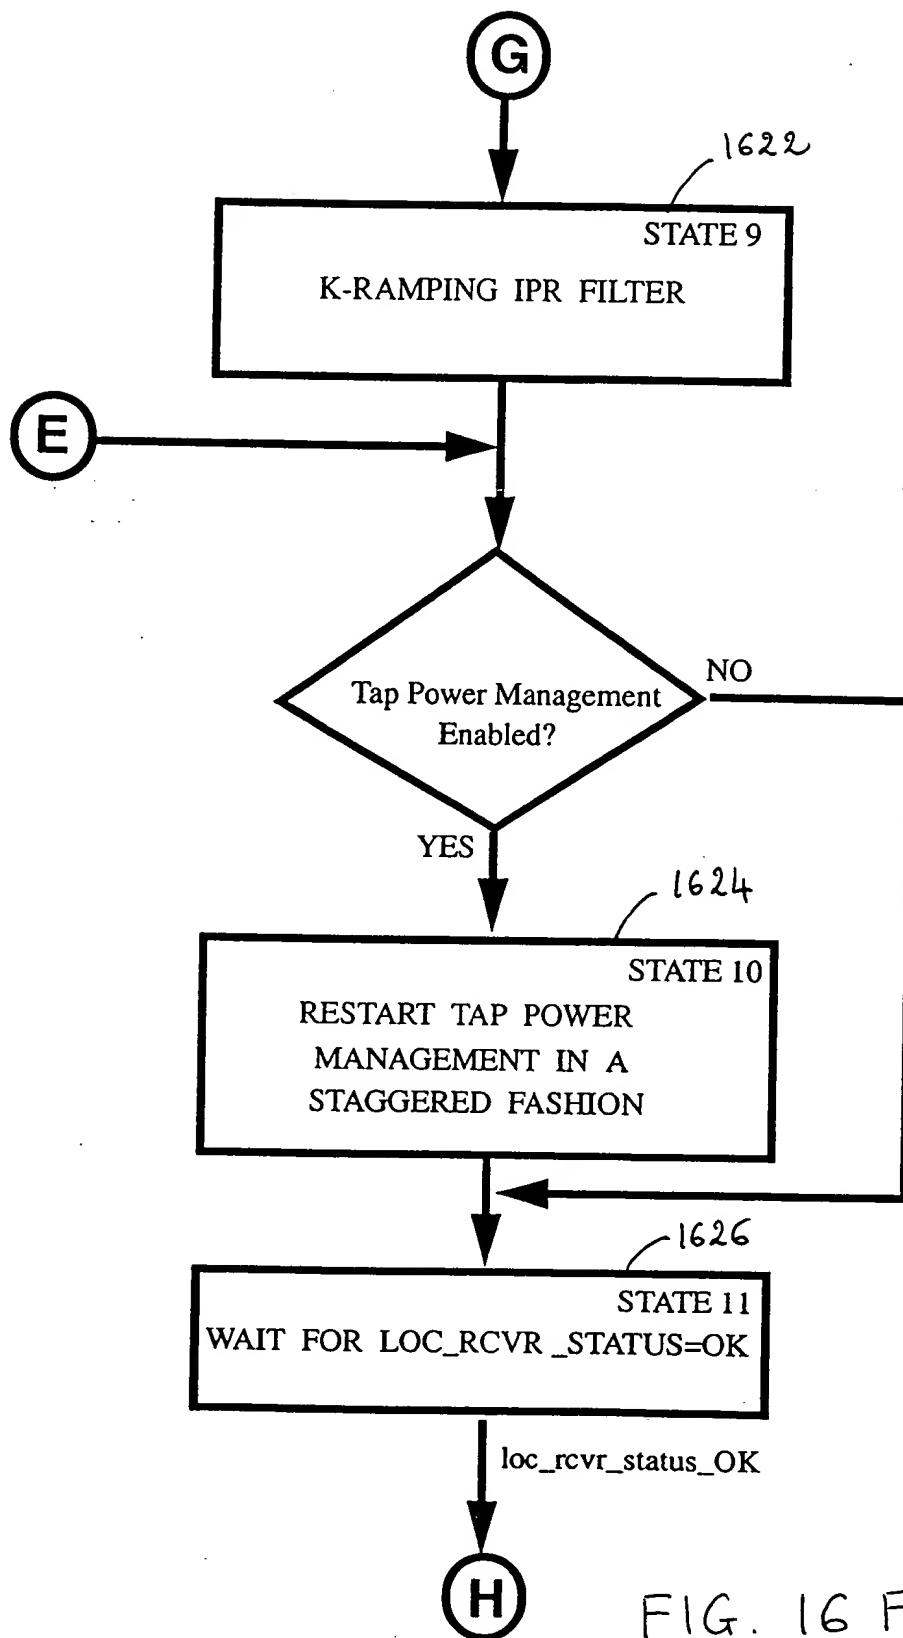 G
1622
STATE 9
K-RAMPING IPR FILTER
E
Tap Power Management
Enabled?
NO
YES
1624
STATE 10
RESTART TAP POWER
MANAGEMENT IN A
STAGGERED FASHION
1626
STATE 11
WAIT FOR LOC_RCVR_STATUS=OK
loc_rcvr_status_OK
H
FIG. 16 F